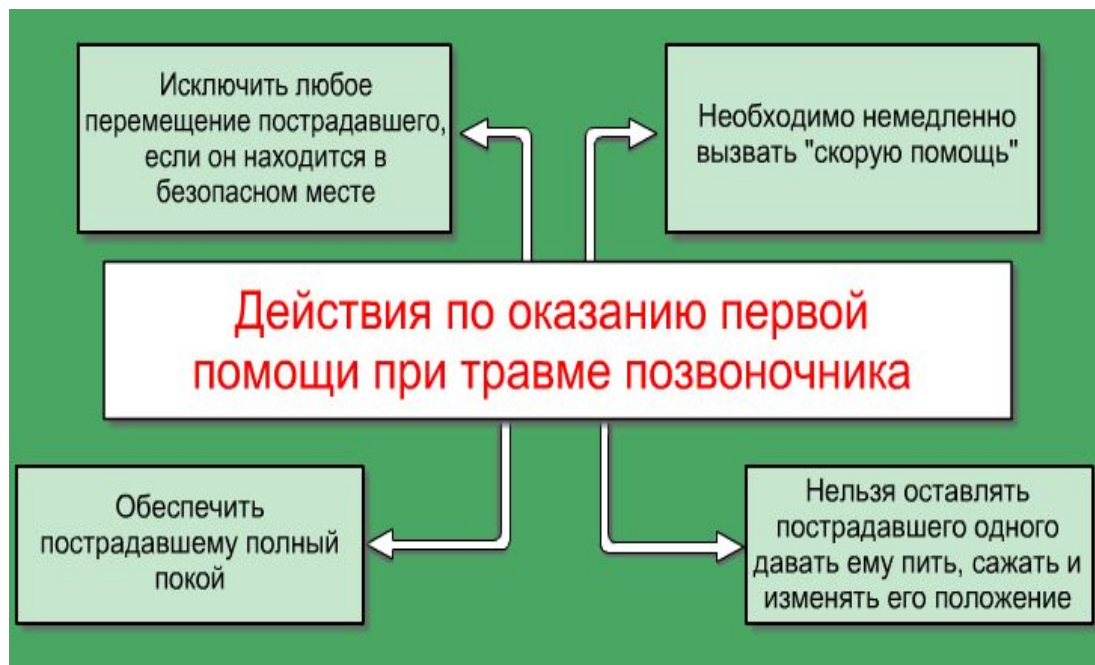 Исключить любое
перемещение пострадавшего,
если он находится в
безопасном месте
Необходимо немедленно
вызвать "скорую помощь"
Действия по оказанию первой
помощи при травме позвоночника
Обеспечить
пострадавшему полный
покой
Нельзя оставлять
пострадавшего одного
давать ему пить, сажать и
изменять его положение